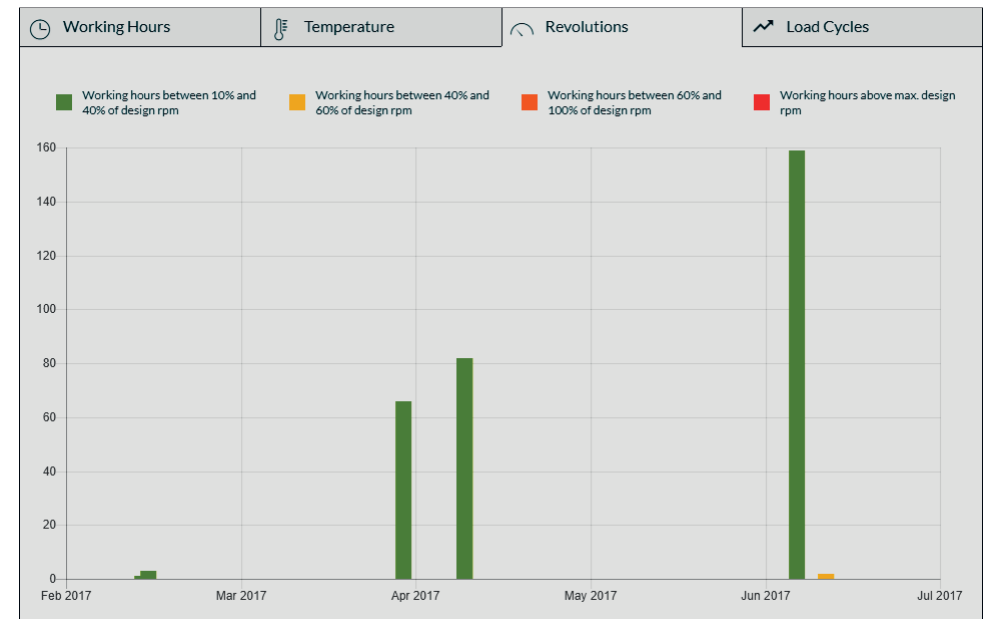 Working Hours
Temperature
Revolutions
Load Cycles
Working hours between 10% and
40% of design rpm
Working hours between 40% and
60% of design rpm
Working hours between 60% and
100% of design rpm
Working hours above max. design
rpm
160
140
120
100
80
60
40
20
0
Feb 2017
Mar 2017
Apr 2017
May 2017
Jun 2017
Jul 2017